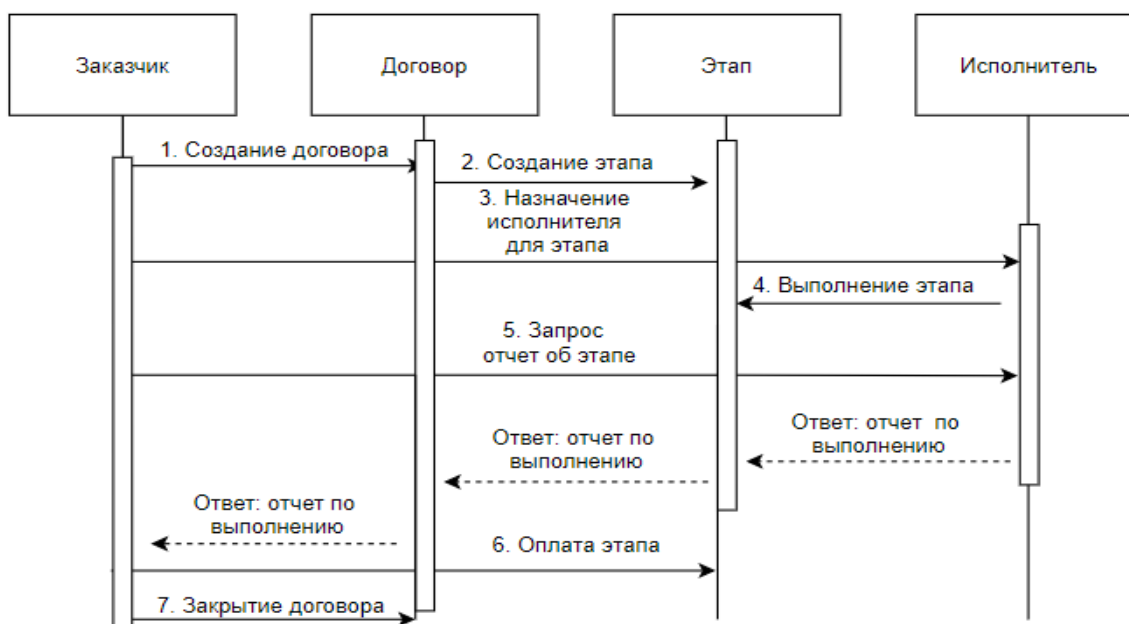 Заказчик
Договор
Этап
Исполнитель
1. Создание договора
2. Создание этапа
3. Назначение
исполнителя
для этапа
4. Выполнение этапа
5. Запрос
отчет об этапе
Ответ: отчет по
выполнению
Ответ: отчет по
выполнению
Ответ: отчет по
выполнению
6. Оплата этапа
7. Закрытие договора